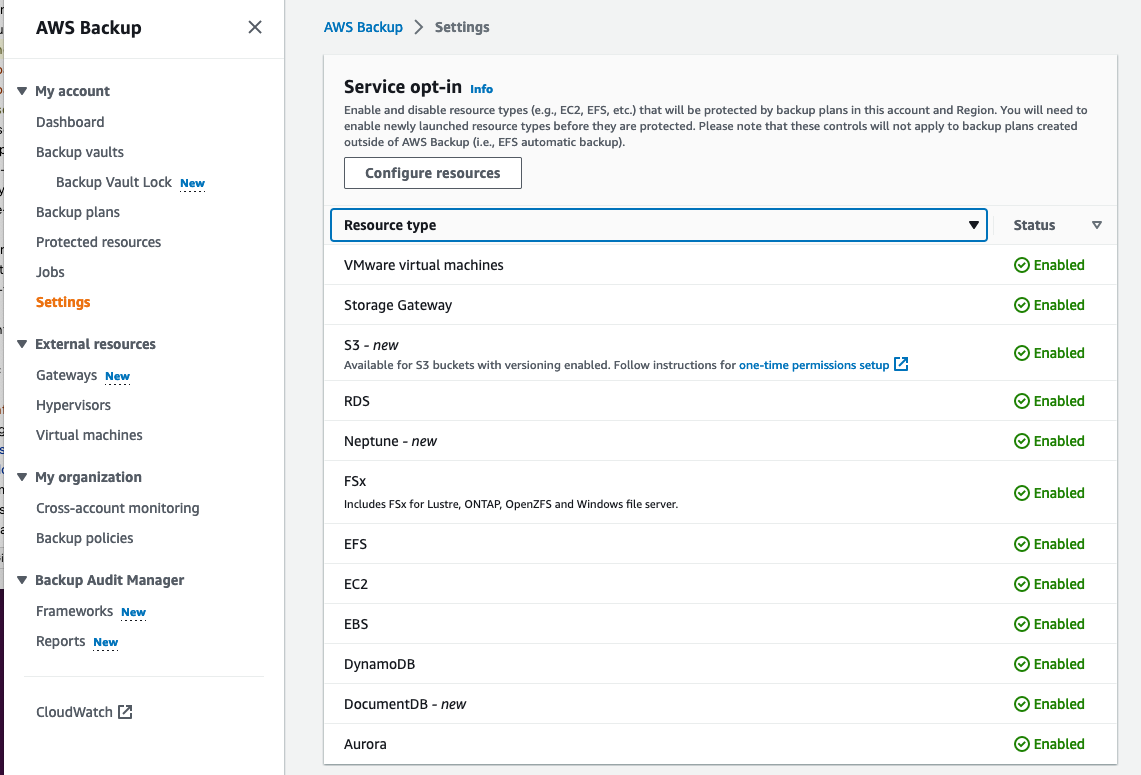 AWS Backup
My account
Dashboard
Backup vaults
Backup Vault Lock New
Backup plans
Protected resources
Jobs
Settings
External resources
Gateways New
Hypervisors
Virtual machines
My organization
Cross-account monitoring
Backup policies
Backup Audit Manager
Frameworks New
Reports New
CloudWatch
AWS Backup > Settings
Service opt-in Info
Enable and disable resource types (e.g., EC2, EFS, etc.) that will be protected by backup plans in this account and Region. You will need to
enable newly launched resource types before they are protected. Please note that these controls will not apply to backup plans created
outside of AWS Backup (i.e., EFS automatic backup).
Configure resources
Resource type Status
VMware virtual machines Enabled
Storage Gateway Enabled
S3 - new
Available for S3 buckets with versioning enabled. Follow instructions for one-time permissions setup Enabled
RDS Enabled
Neptune - new Enabled
FSx
Includes FSx for Lustre, ONTAP, OpenZFS and Windows file server. Enabled
EFS Enabled
EC2 Enabled
EBS Enabled
DynamoDB Enabled
DocumentDB - new Enabled
Aurora Enabled